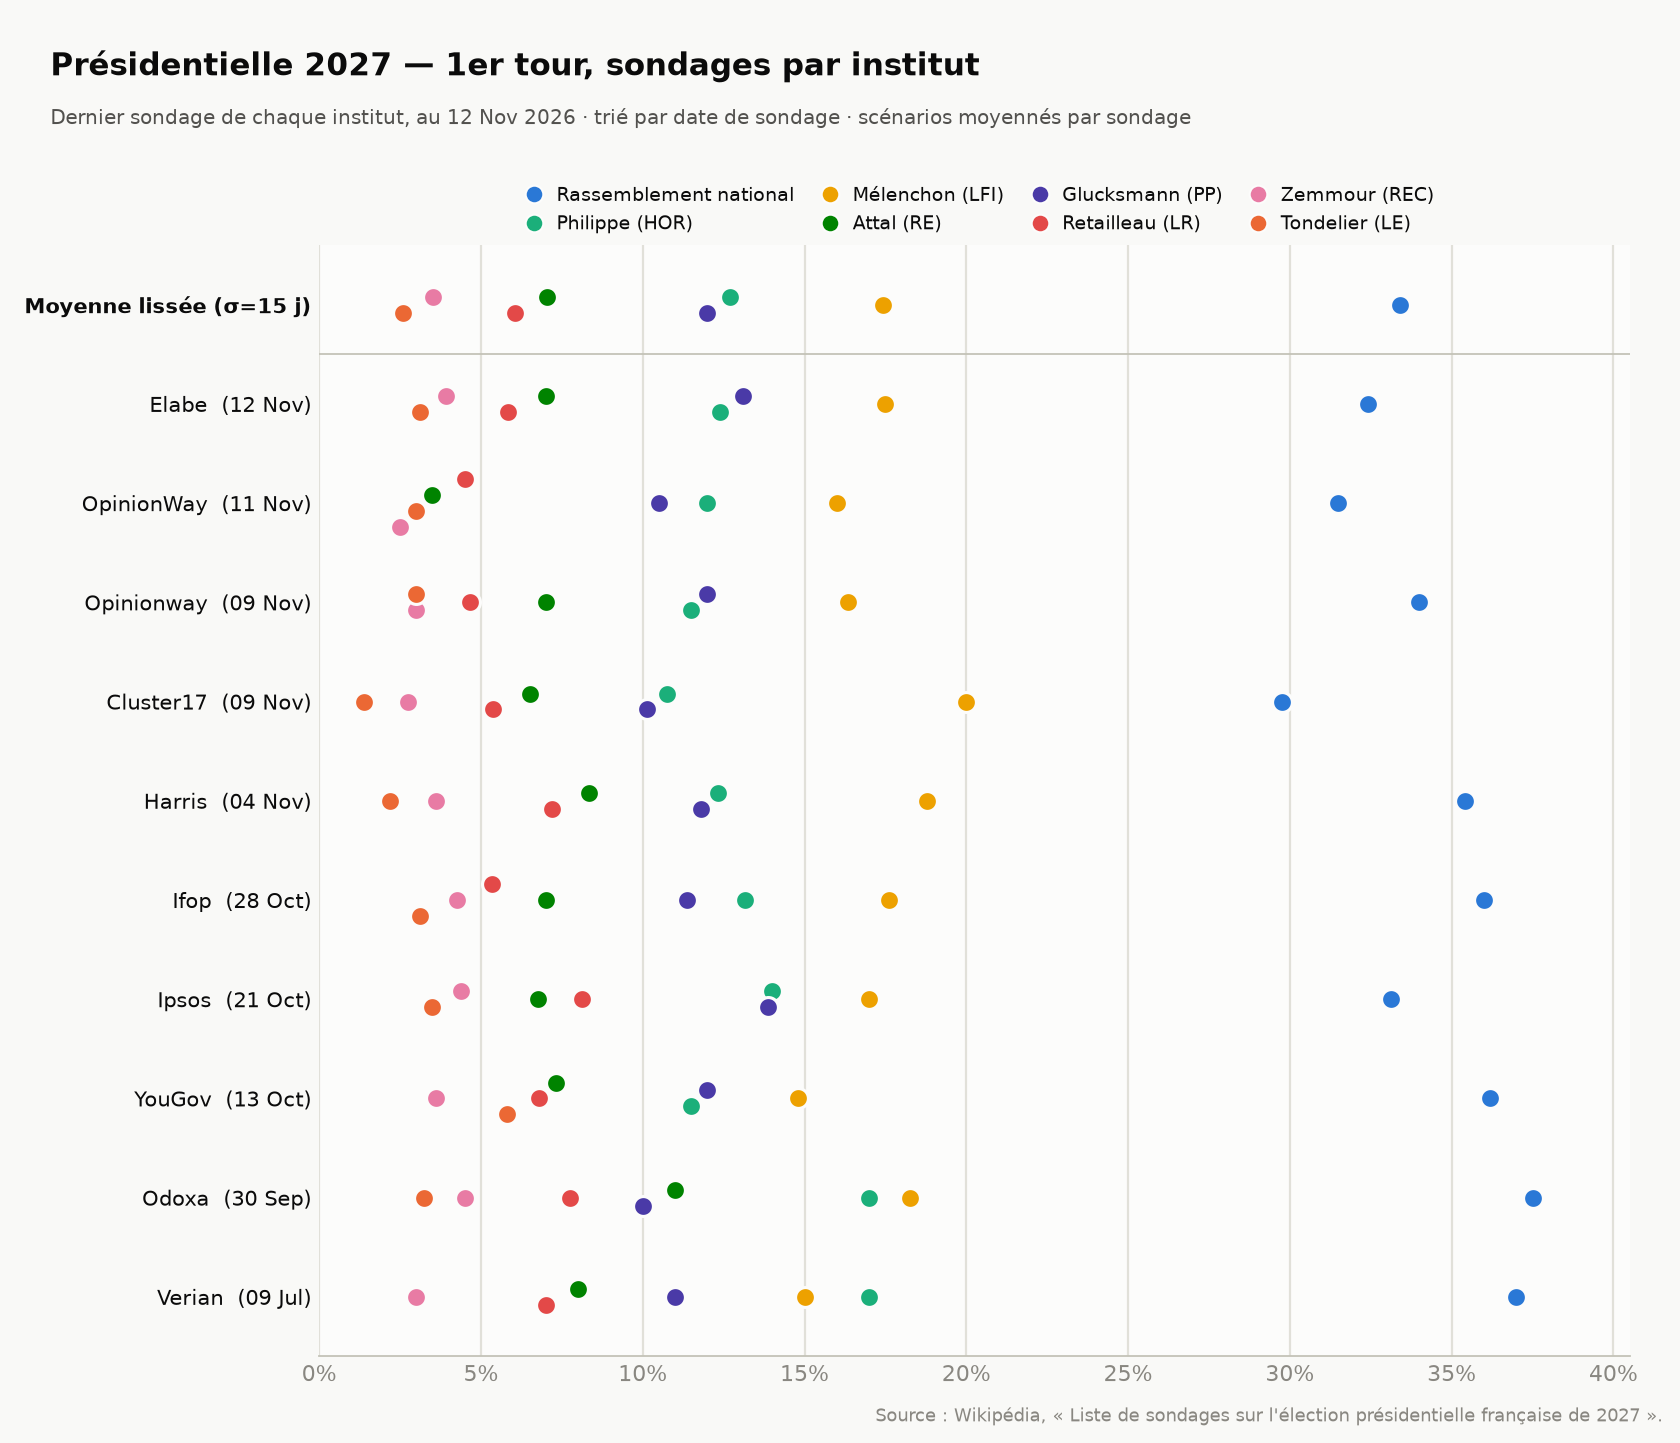 Présidentielle 2027 — 1er tour, sondages par institut
Dernier sondage de chaque institut, au 12 Nov 2026 · trié par date de sondage · scénarios moyennés par sondage
Rassemblement national
Mélenchon (LFI)
Glucksmann (PP)
Zemmour (REC)
Philippe (HOR)
Attal (RE)
Retailleau (LR)
Tondelier (LE)
Moyenne lissée (σ=15 j)
Elabe (12 Nov)
OpinionWay (11 Nov)
Opinionway (09 Nov)
Cluster17 (09 Nov)
Harris (04 Nov)
Ifop (28 Oct)
Ipsos (21 Oct)
YouGov (13 Oct)
Odoxa (30 Sep)
Verian (09 Jul)
0% 5% 10% 15% 20% 25% 30% 35% 40%
Source : Wikipédia, « Liste de sondages sur l'élection présidentielle française de 2027 ».